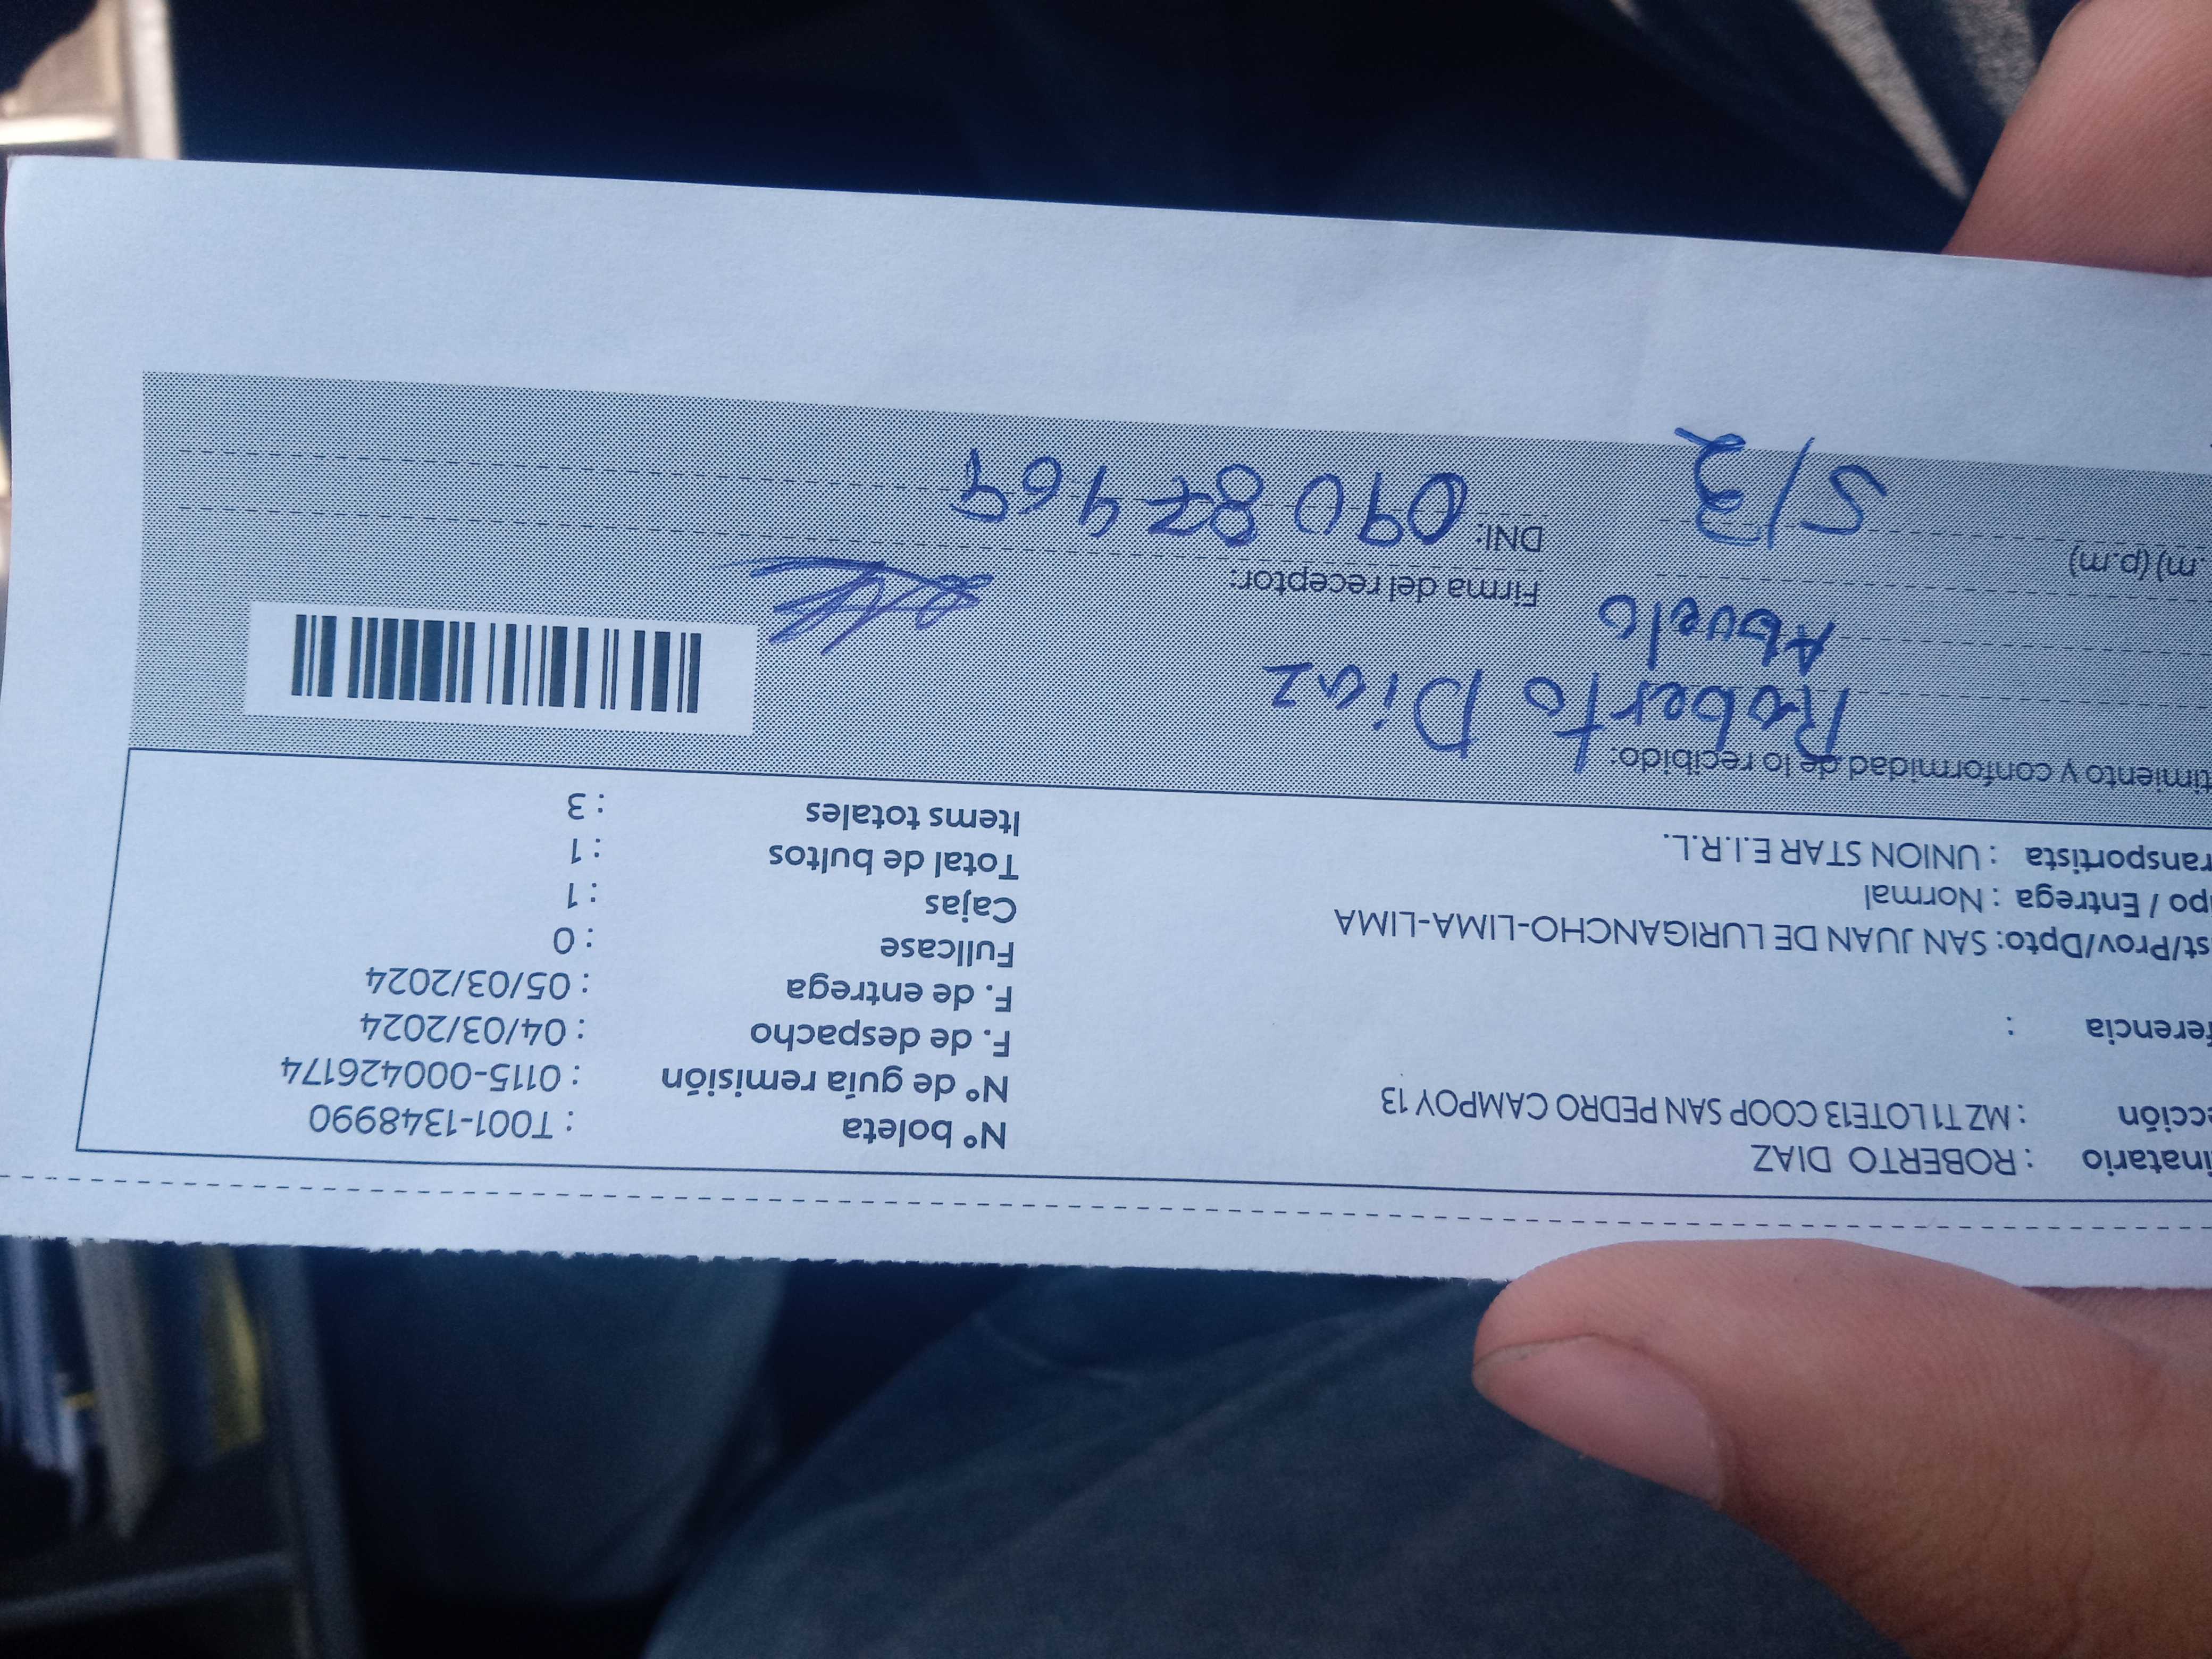 inatario : ROBERTO DIAZ
cción : MZ T1 LOTE13 COOP SAN PEDRO CAMPOY 13
ferencia :
st/Prov/Dpto: SAN JUAN DE LURIGANCHO-LIMA-LIMA
po / Entrega : Normal
ransportista : UNION STAR E.I.R.L.
N° boleta : T001-1348990
N° de guía remisión : 0115-000426174
F. de despacho : 04/03/2024
F. de entrega : 05/03/2024
Fullcase : 0
Cajas : 1
Total de bultos : 1
Items totales : 3
timiento y conformidad de lo recibido:
Roberto Diaz
Abuelo
Firma del receptor:
.m) (p.m)
5/3
DNI: 09087469